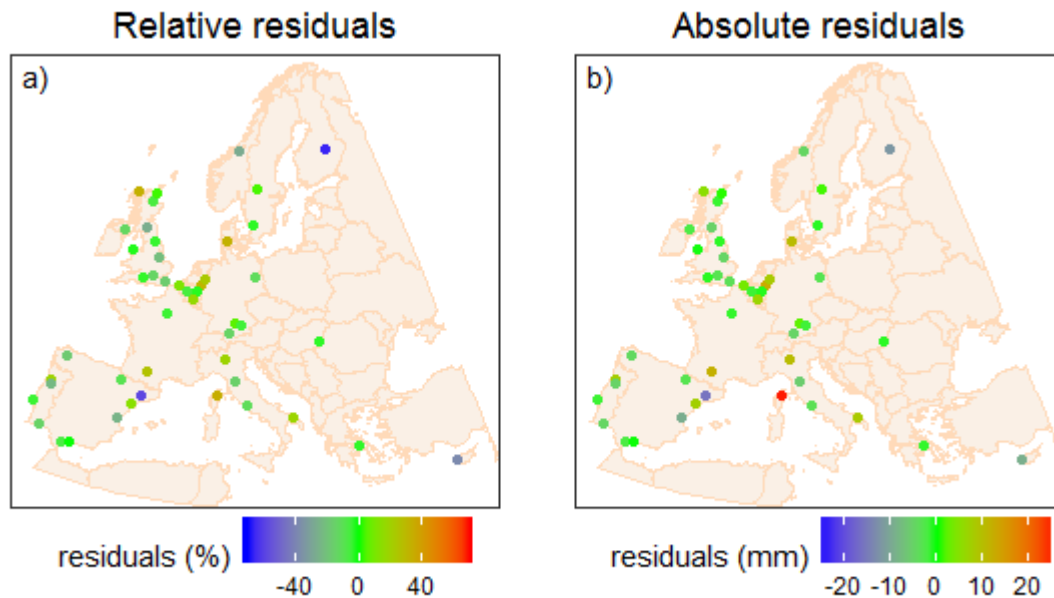 Relative residuals
Absolute residuals
a)
b)
residuals (%)
-40 0 40
residuals (mm)
-20 -10 0 10 20